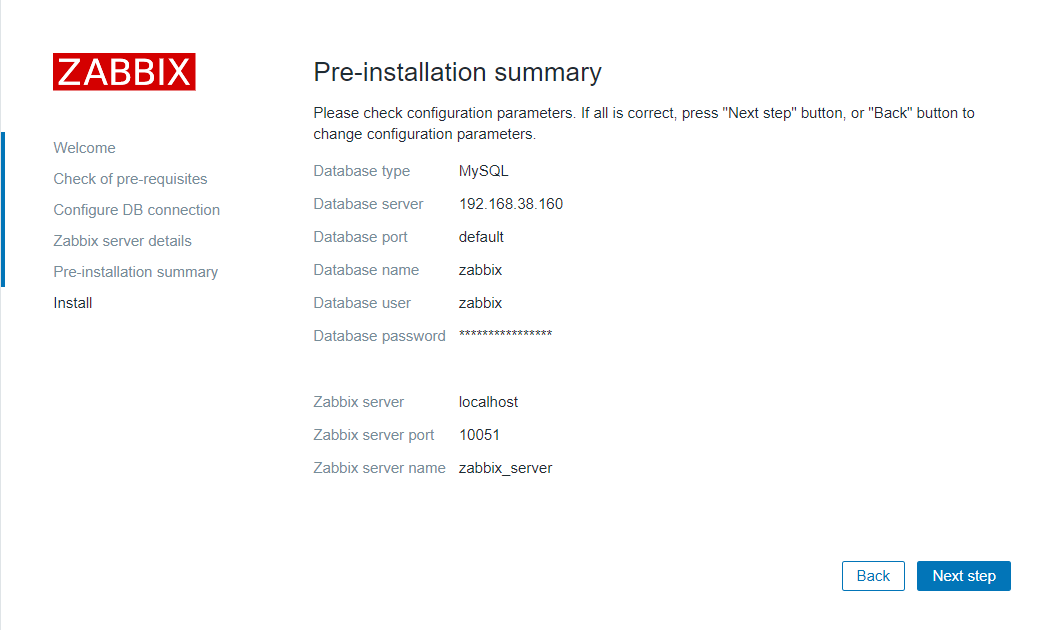 ZABBIX
Welcome
Check of pre-requisites
Configure DB connection
Zabbix server details
Pre-installation summary
Install
Pre-installation summary
Please check configuration parameters. If all is correct, press "Next step" button, or "Back" button to
change configuration parameters.
Database type MySQL
Database server 192.168.38.160
Database port default
Database name zabbix
Database user zabbix
Database password ****************
Zabbix server localhost
Zabbix server port 10051
Zabbix server name zabbix_server
Back Next step